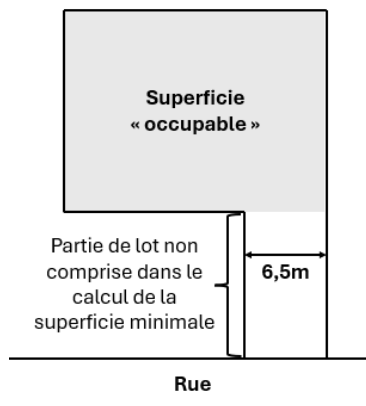 Superficie
« occupable »
Partie de lot non
comprise dans le
calcul de la
superficie minimale
6,5m
Rue